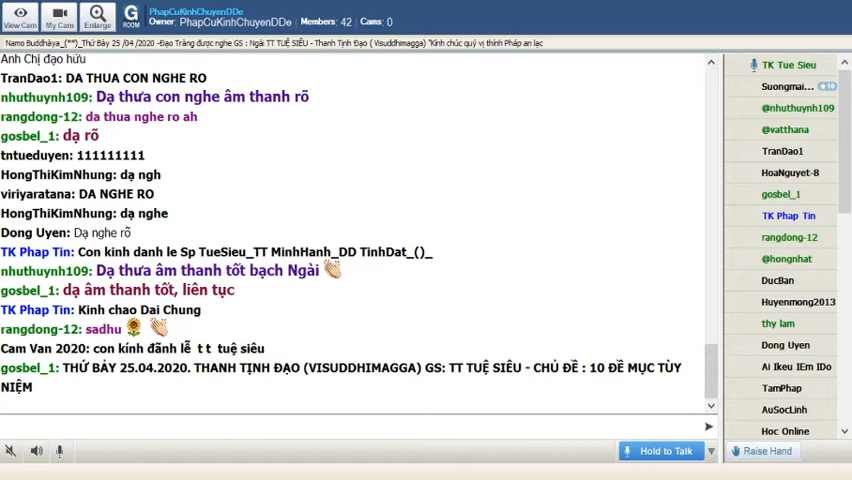 View Cam
My Cam
Enlarge
G
ROOM
PhapCuKinhChuyenDDe
Owner: PhapCuKinhChuyenDDe Members: 42 Cams: 0
Namo Buddhàya_(**)_Thứ Bảy 25 /04 /2020 -Đạo Tràng được nghe GS : Ngài TT TUỆ SIÊU - Thanh Tịnh Đạo ( Visuddhimagga) "Kính chúc quý vị thính Pháp an lạc
Anh Chị đạo hữu
TranDao1: DA THUA CON NGHE RO
nhuthuynh109: Dạ thưa con nghe âm thanh rõ
rangdong-12: da thua nghe ro ah
gosbel_1: dạ rõ
tntueduyen: 111111111
HongThiKimNhung: dạ ngh
viriyaratana: DA NGHE RO
HongThiKimNhung: dạ nghe
Dong Uyen: Dạ nghe rõ
TK Phap Tin: Con kinh danh le Sp TueSieu_TT MinhHanh_DD TinhDat_()_
nhuthuynh109: Dạ thưa âm thanh tốt bạch Ngài
gosbel_1: dạ âm thanh tốt, liên tục
TK Phap Tin: Kinh chao Dai Chung
rangdong-12: sadhu
Cam Van 2020: con kính đãnh lễ t t tuệ siêu
gosbel_1: THỨ BẢY 25.04.2020. THANH TỊNH ĐẠO (VISUDDHIMAGGA) GS: TT TUỆ SIÊU - CHỦ ĐỀ : 10 ĐỀ MỤC TÙY
NIỆM
Hold to Talk
TK Tue Sieu
Suongmai... 10
@nhuthuynh109
@vatthana
TranDao1
HoaNguyet-8
gosbel_1
TK Phap Tin
rangdong-12
@hongnhat
DucBan
Huyenmong2013
thy lam
Dong Uyen
Ai Ikeu IEm IDo
TamPhap
AuSocLinh
Hoc Online
Raise Hand